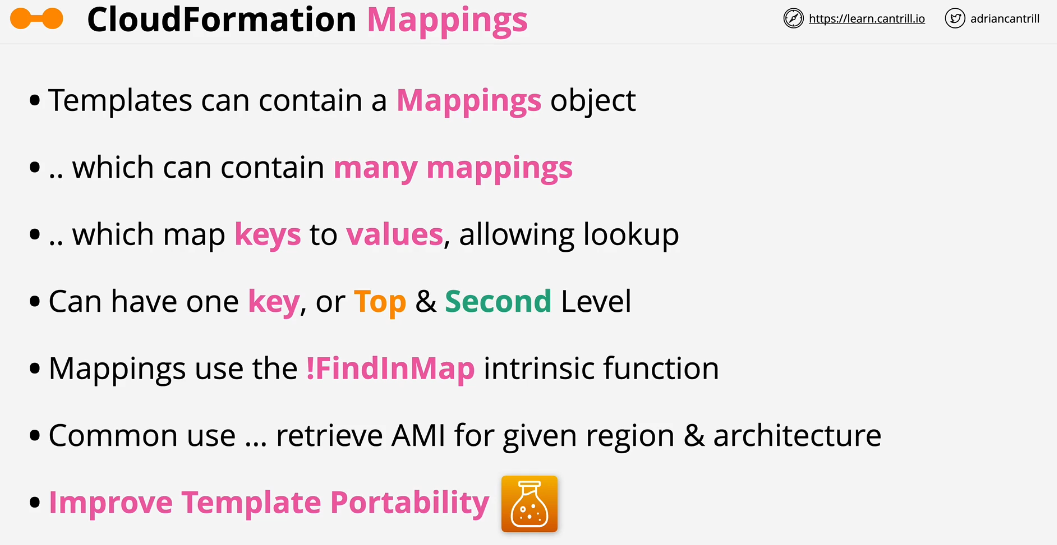 CloudFormation Mappings
https://learn.cantrill.io
adriancantrill
• Templates can contain a Mappings object
• .. which can contain many mappings
• .. which map keys to values, allowing lookup
• Can have one key, or Top & Second Level
• Mappings use the !FindInMap intrinsic function
• Common use ... retrieve AMI for given region & architecture
• Improve Template Portability